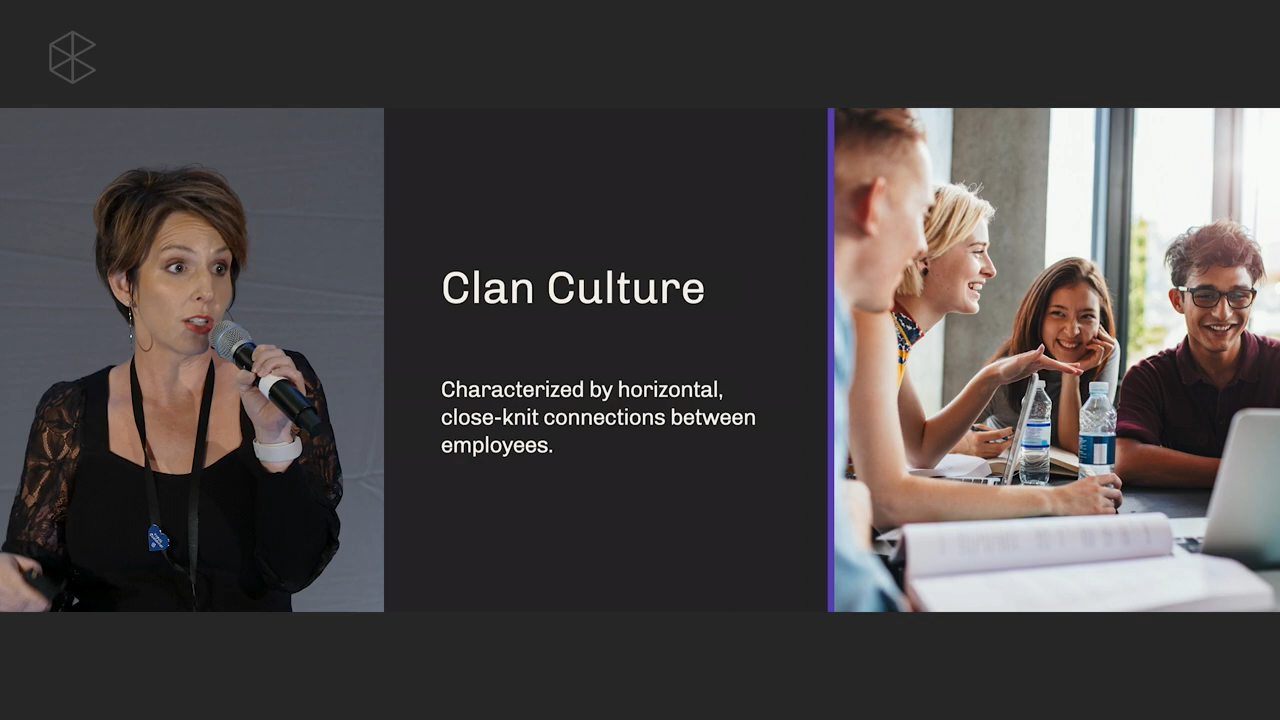 Clan Culture
Characterized by horizontal,
close-knit connections between
employees.